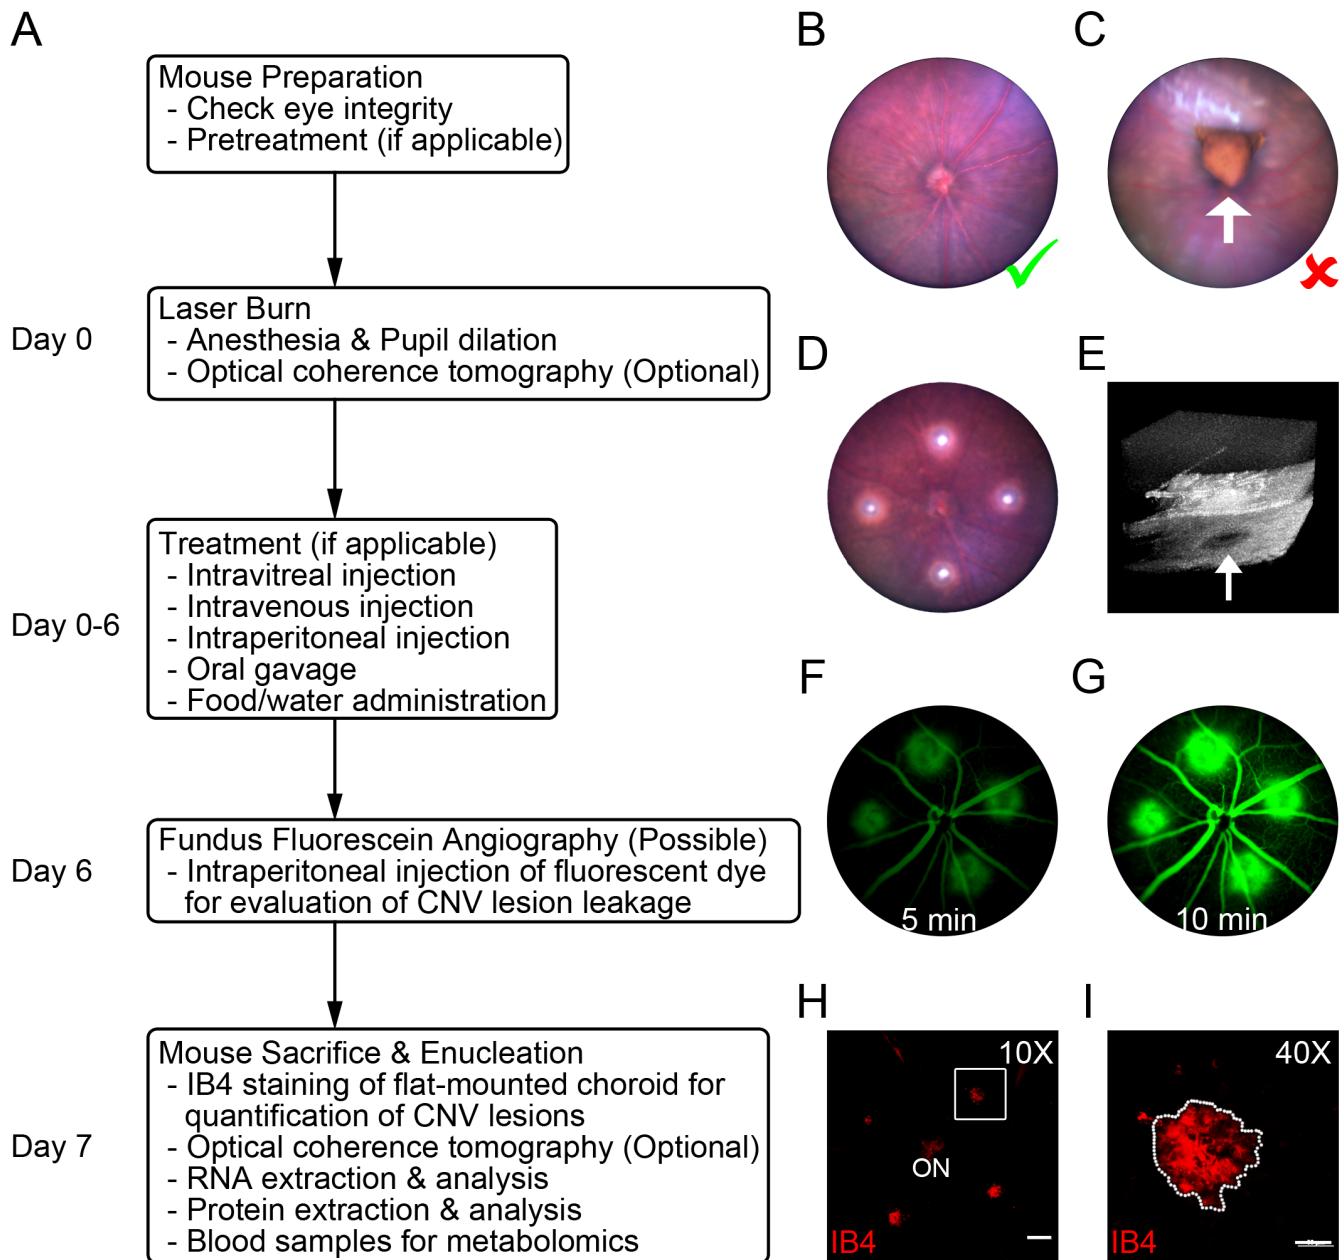 A
Mouse Preparation
- Check eye integrity
- Pretreatment (if applicable)
Day 0
Laser Burn
- Anesthesia & Pupil dilation
- Optical coherence tomography (Optional)
Day 0-6
Treatment (if applicable)
- Intravitreal injection
- Intravenous injection
- Intraperitoneal injection
- Oral gavage
- Food/water administration
Day 6
Fundus Fluorescein Angiography (Possible)
- Intraperitoneal injection of fluorescent dye
for evaluation of CNV lesion leakage
Day 7
Mouse Sacrifice & Enucleation
- IB4 staining of flat-mounted choroid for
quantification of CNV lesions
- Optical coherence tomography (Optional)
- RNA extraction & analysis
- Protein extraction & analysis
- Blood samples for metabolomics
B
C
D
E
F
5 min
G
10 min
H
10X
ON
IB4
I
40X
IB4